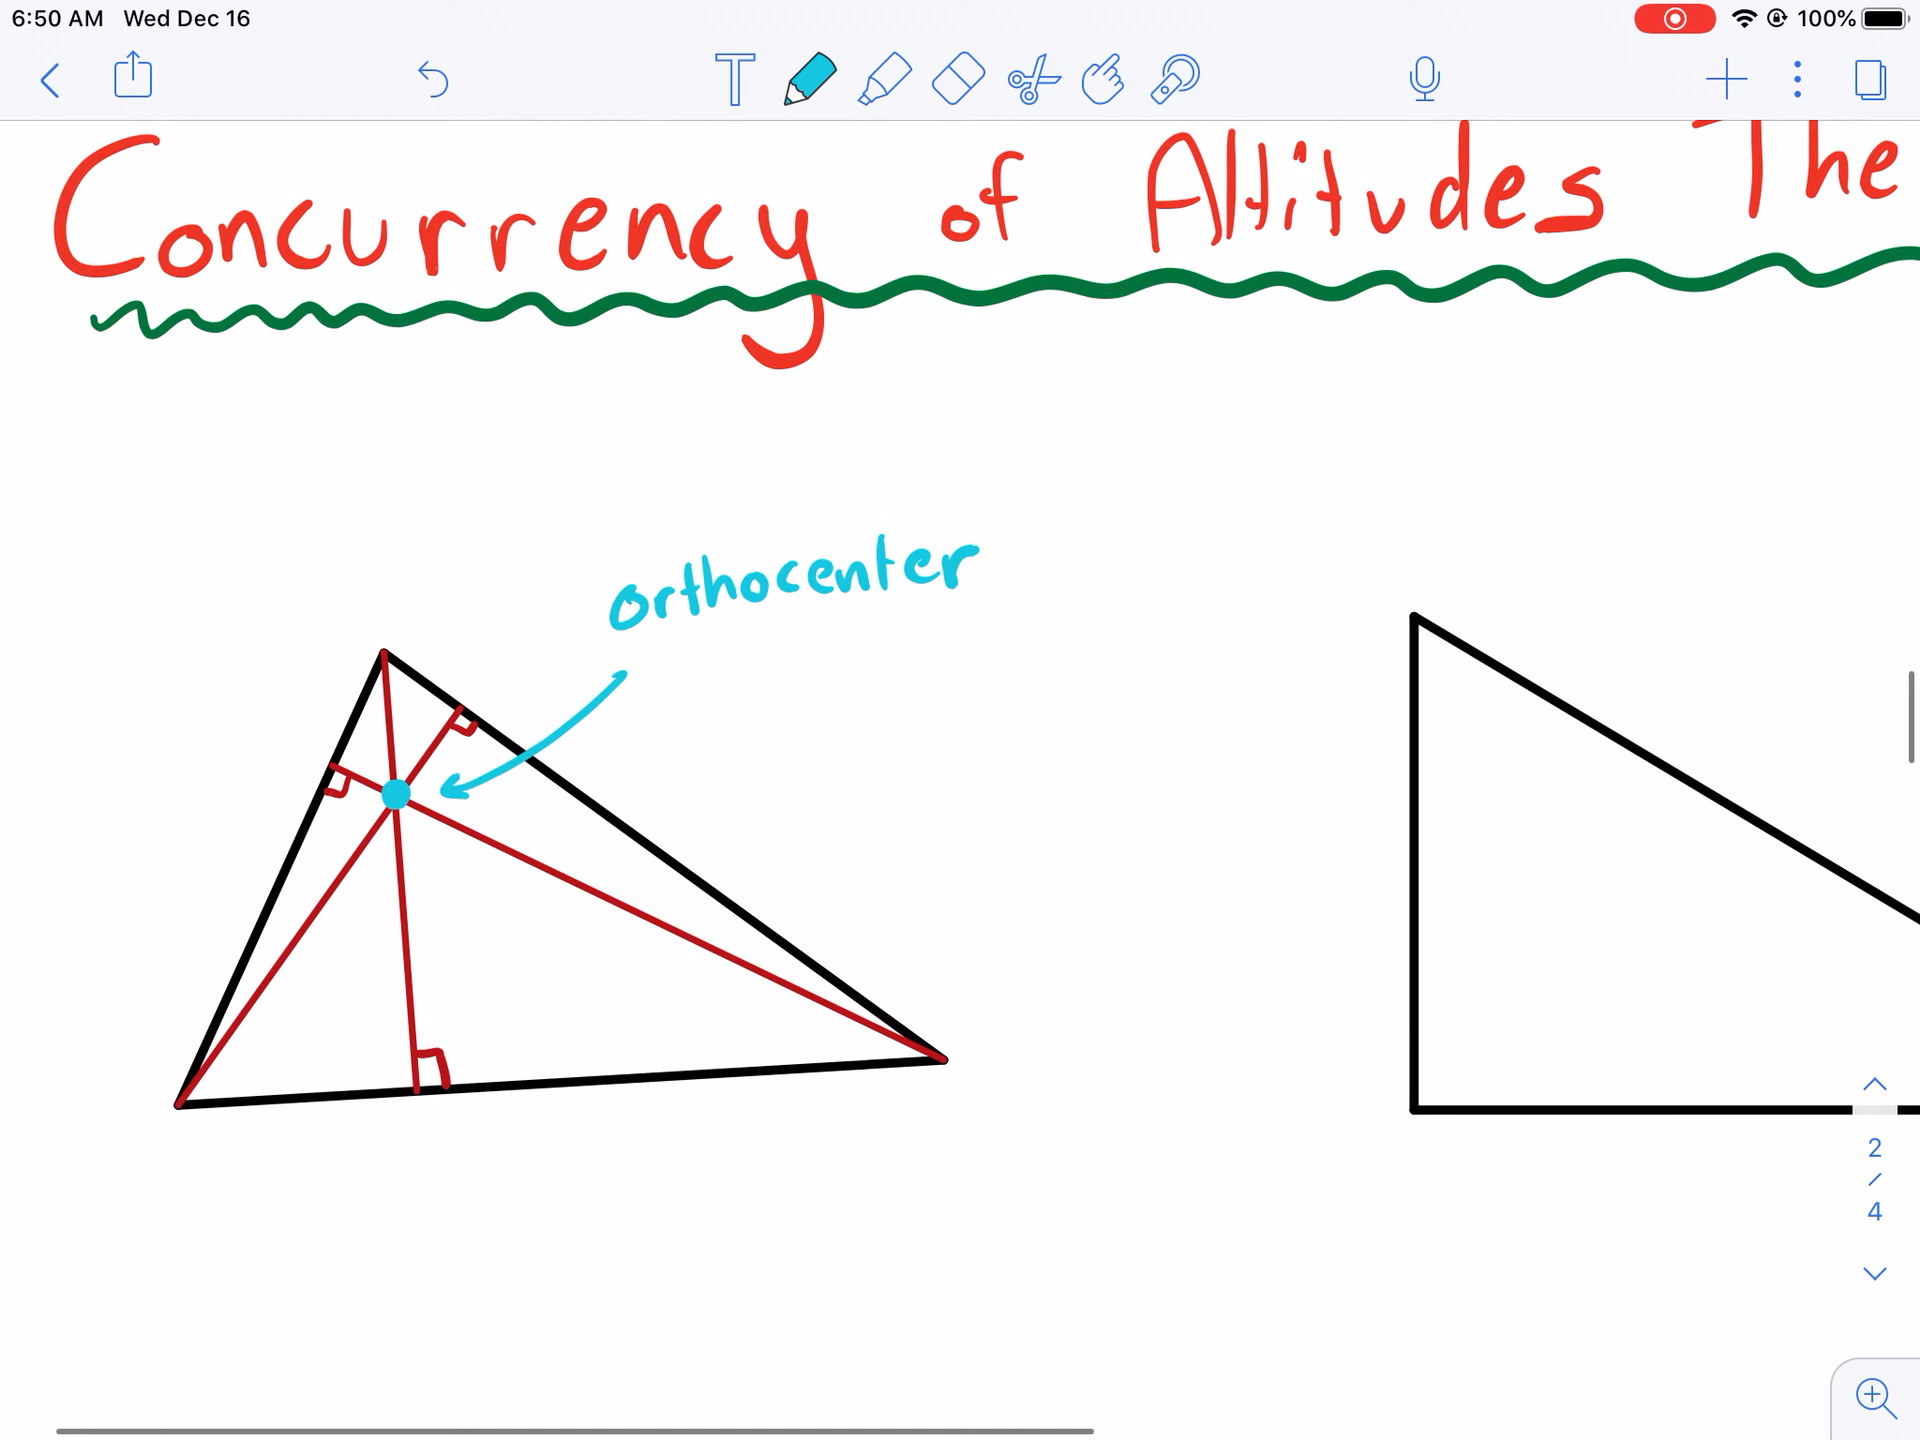 6:50 AM Wed Dec 16
100%
T
Concurrency of Altitudes The
orthocenter
2
/
4